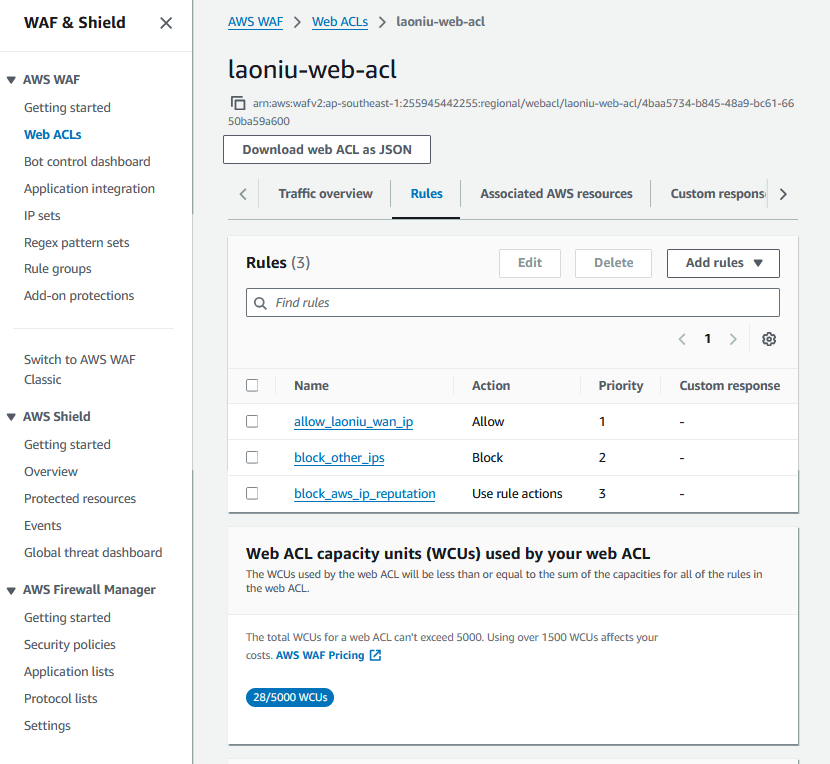 WAF & Shield
AWS WAF
Getting started
Web ACLs
Bot control dashboard
Application integration
IP sets
Regex pattern sets
Rule groups
Add-on protections
Switch to AWS WAF
Classic
AWS Shield
Getting started
Overview
Protected resources
Events
Global threat dashboard
AWS Firewall Manager
Getting started
Security policies
Application lists
Protocol lists
Settings
AWS WAF > Web ACLs > laoniu-web-acl
laoniu-web-acl
arn:aws:wafv2:ap-southeast-1:255945442255:regional/webacl/laoniu-web-acl/4baa5734-b845-48a9-bc61-66
50ba59a600
Download web ACL as JSON
Traffic overview Rules Associated AWS resources Custom respons
Rules (3) Edit Delete Add rules
Find rules
1
Name Action Priority Custom response
allow_laoniu_wan_ip Allow 1 -
block_other_ips Block 2 -
block_aws_ip_reputation Use rule actions 3 -
Web ACL capacity units (WCUs) used by your web ACL
The WCUs used by the web ACL will be less than or equal to the sum of the capacities for all of the rules in
the web ACL.
The total WCUs for a web ACL can't exceed 5000. Using over 1500 WCUs affects your
costs. AWS WAF Pricing
28/5000 WCUs